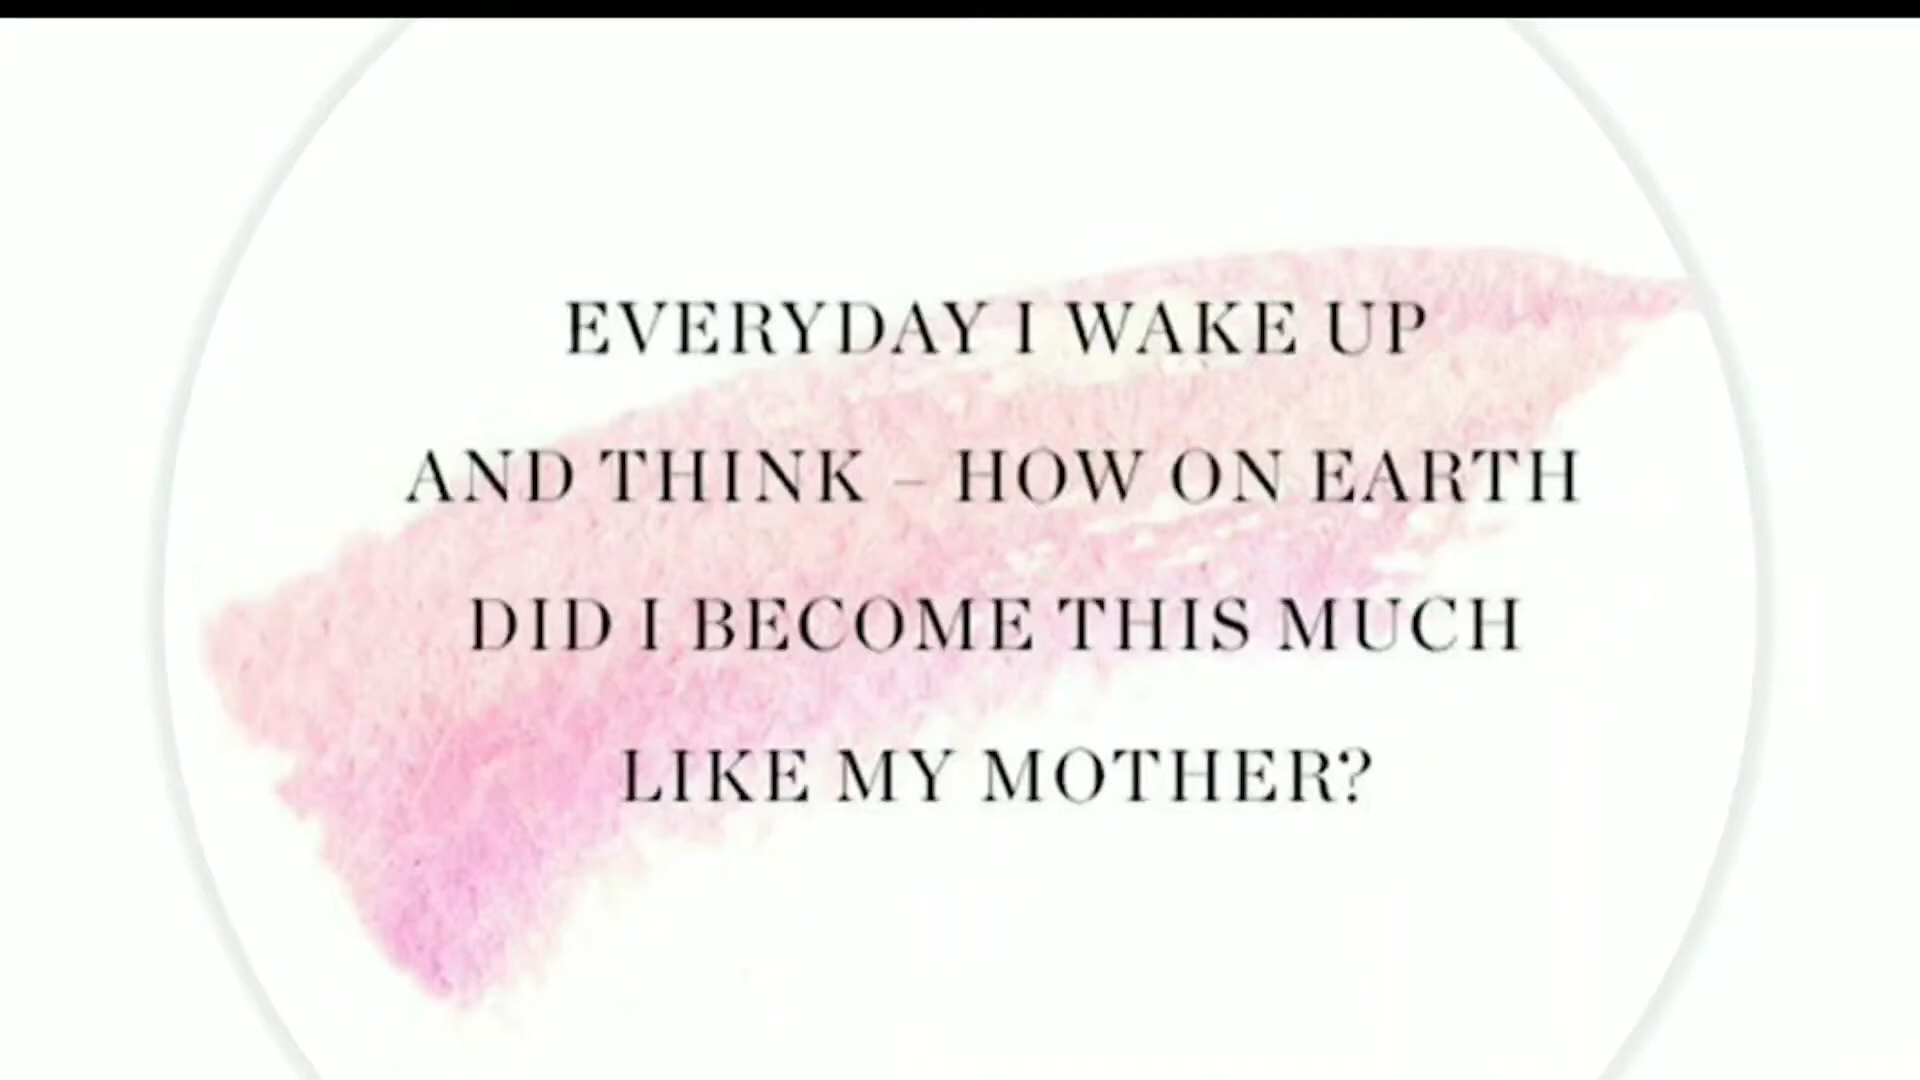 EVERYDAY I WAKE UP
AND THINK – HOW ON EARTH
DID I BECOME THIS MUCH
LIKE MY MOTHER?